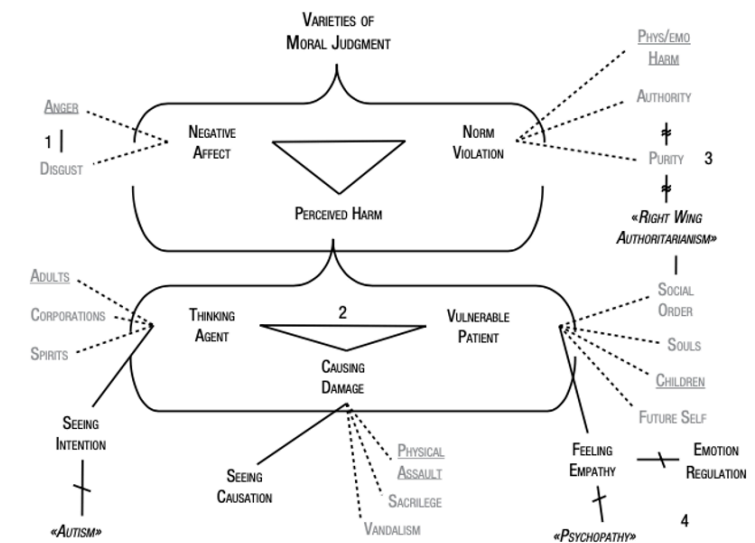 VARIETIES OF
MORAL JUDGMENT
PHYS/EMO
HARM
ANGER
AUTHORITY
1
NEGATIVE
AFFECT
NORM
VIOLATION
DISGUST
PURITY
3
PERCEIVED HARM
«RIGHT WING
AUTHORITARIANISM»
ADULTS
CORPORATIONS
SPIRITS
THINKING
AGENT
2
VULNERABLE
PATIENT
SOCIAL
ORDER
SOULS
CAUSING
DAMAGE
CHILDREN
FUTURE SELF
SEEING
INTENTION
SEEING
CAUSATION
PHYSICAL
ASSAULT
SACRILEGE
VANDALISM
FEELING
EMPATHY
EMOTION
REGULATION
«AUTISM»
«PSYCHOPATHY»
4